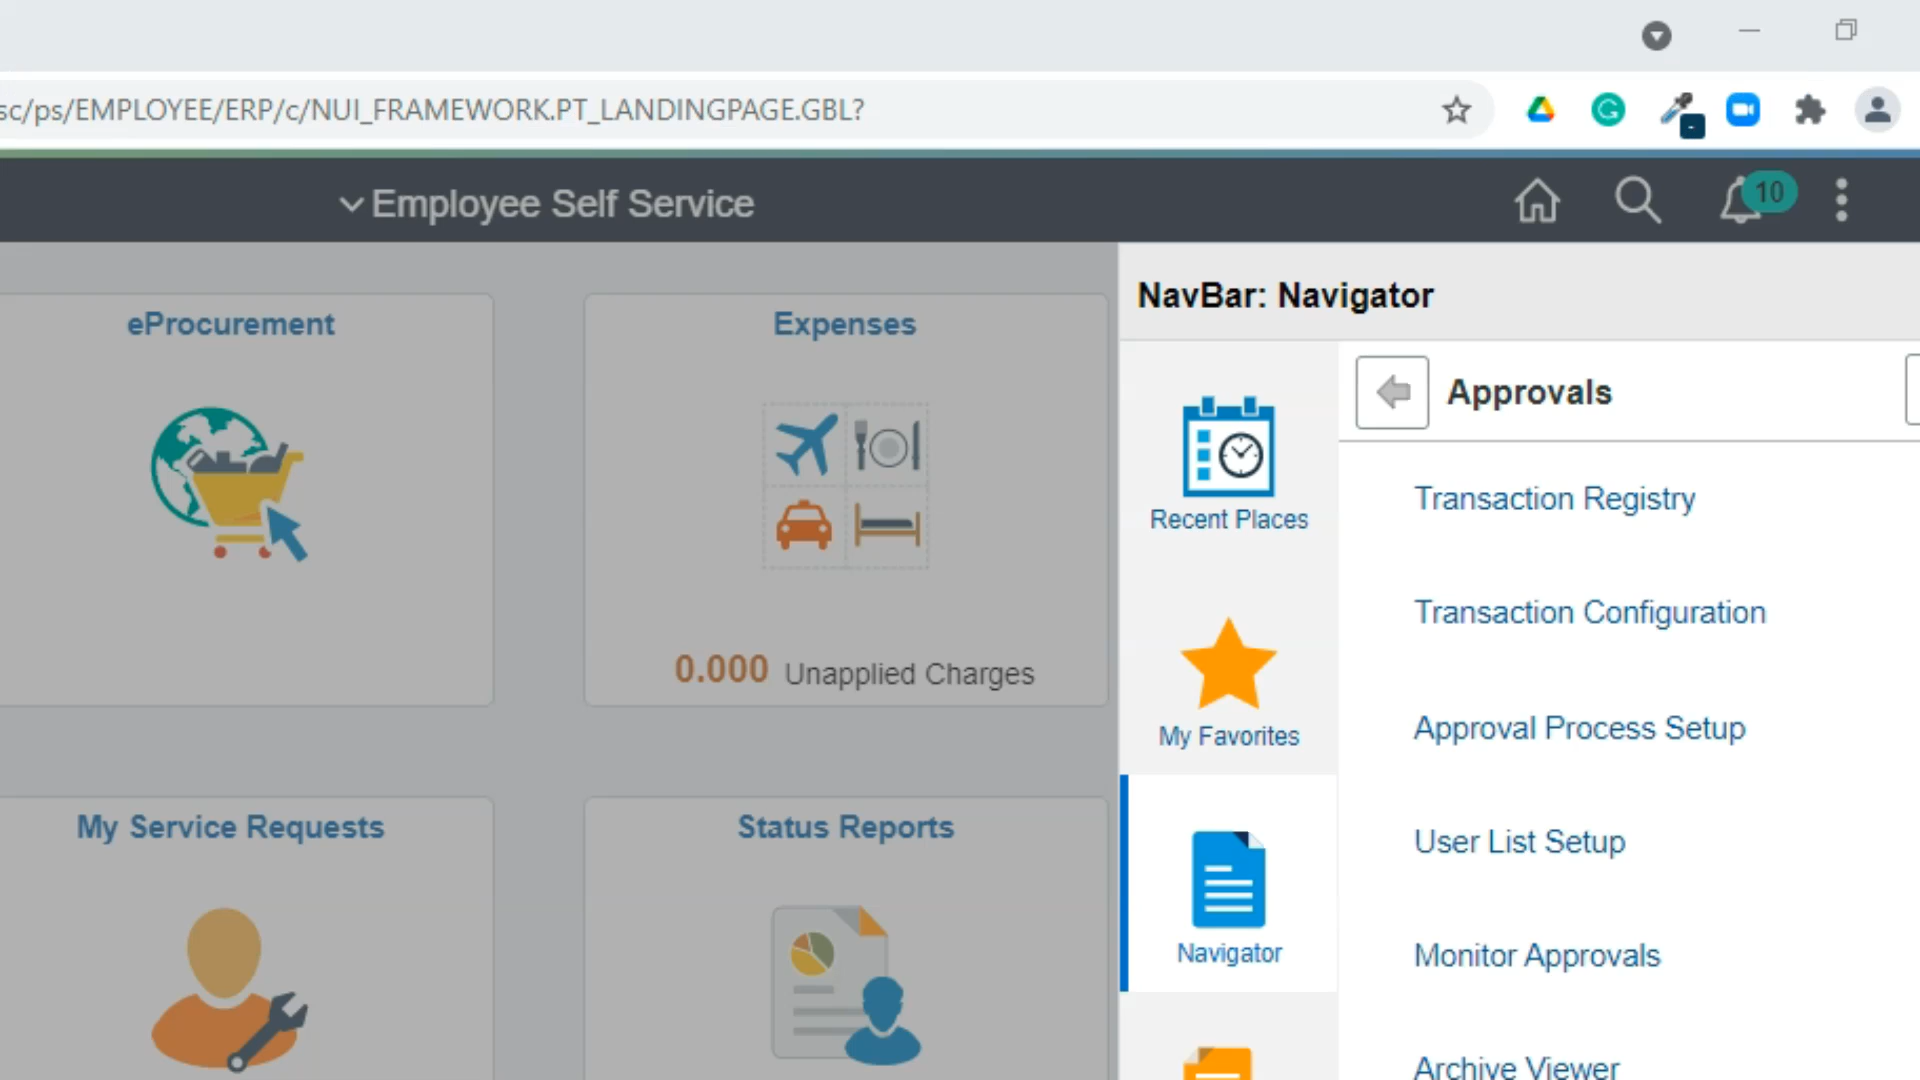 sc/ps/EMPLOYEE/ERP/c/NUI_FRAMEWORK.PT_LANDINGPAGE.GBL?
Employee Self Service
10
eProcurement
Expenses
0.000 Unapplied Charges
My Service Requests
Status Reports
NavBar: Navigator
Recent Places
My Favorites
Navigator
Approvals
Transaction Registry
Transaction Configuration
Approval Process Setup
User List Setup
Monitor Approvals
Archive Viewer